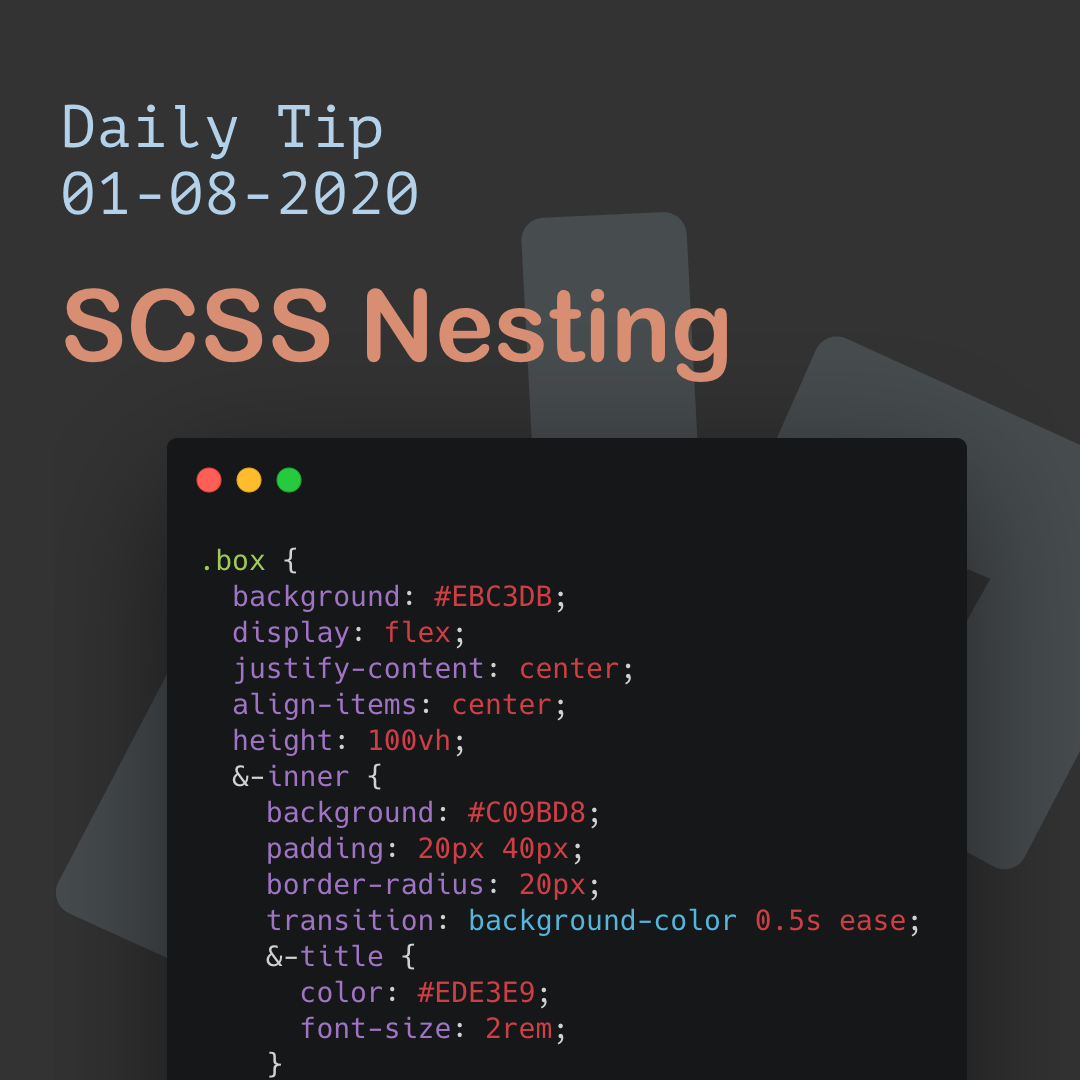 Daily Tip
01-08-2020
SCSS Nesting
.box {
  background: #EBC3DB;
  display: flex;
  justify-content: center;
  align-items: center;
  height: 100vh;
  &-inner {
    background: #C09BD8;
    padding: 20px 40px;
    border-radius: 20px;
    transition: background-color 0.5s ease;
    &-title {
      color: #EDE3E9;
      font-size: 2rem;
    }